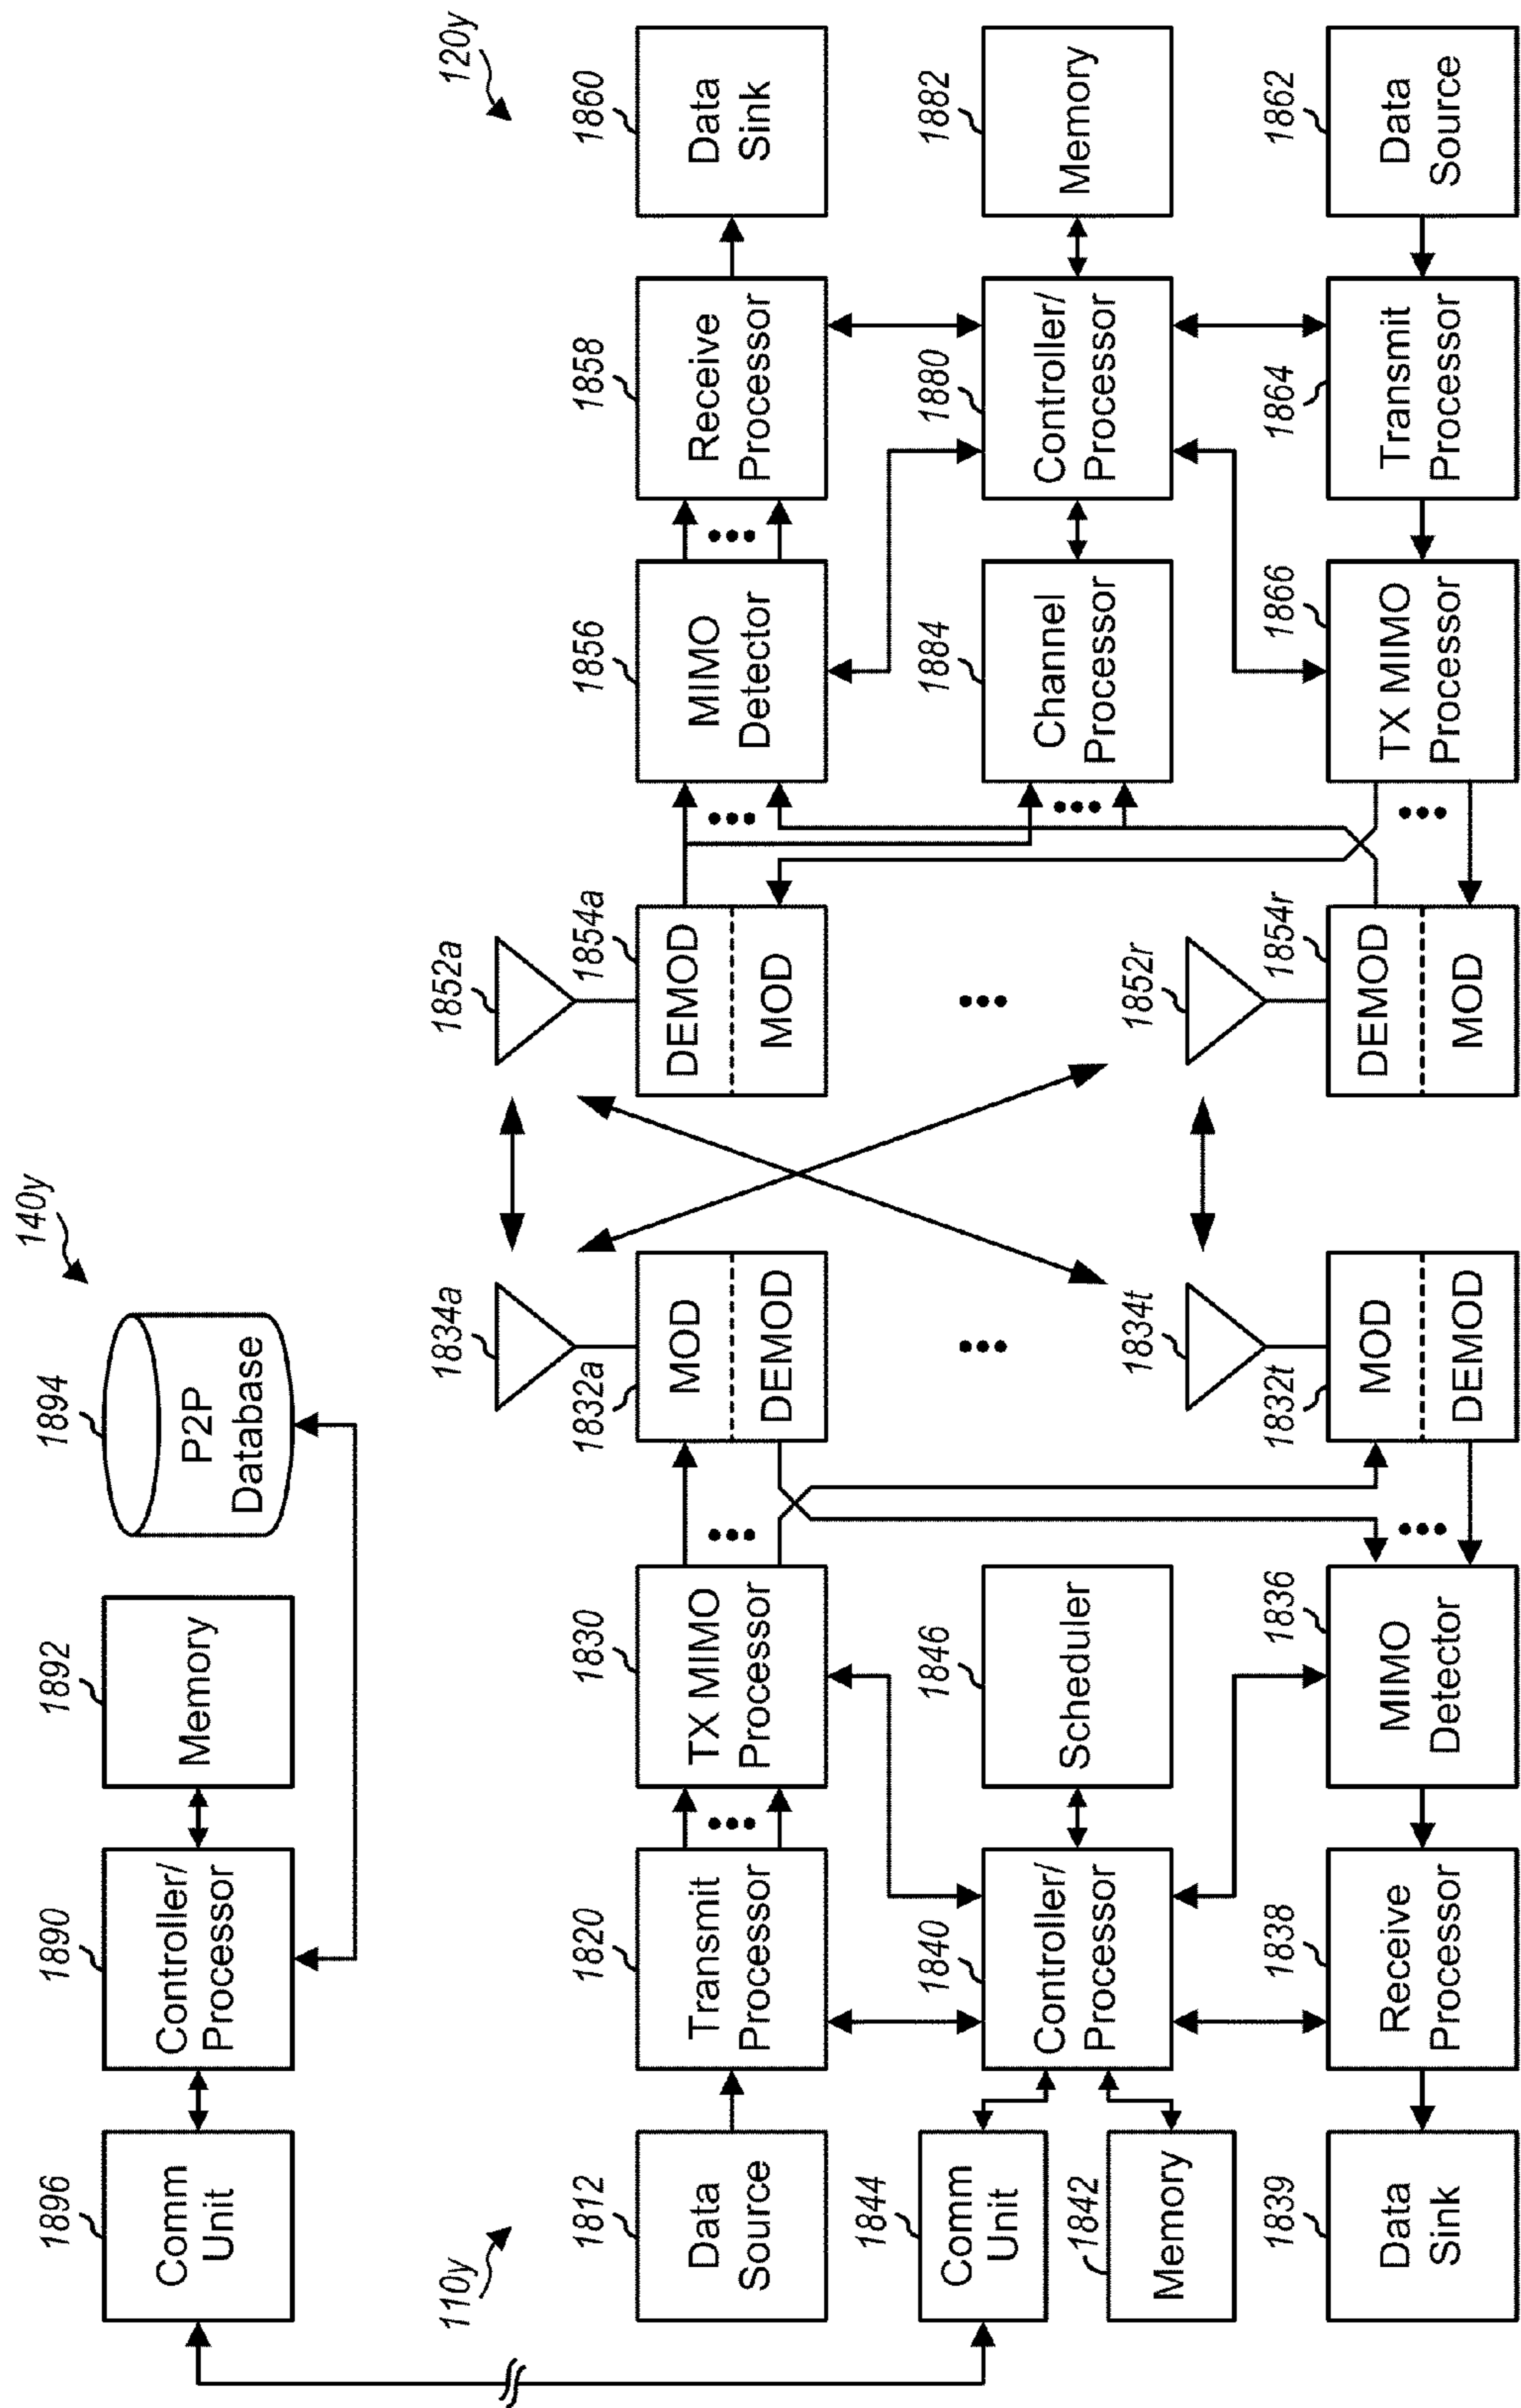 140y
1896
Comm
Unit
1890
Controller/
Processor
1892
Memory
1894
P2P
Database
110y
1812
Data
Source
1820
Transmit
Processor
1830
TX MIMO
Processor
1832a
MOD
DEMOD
1834a
1844
Comm
Unit
1842
Memory
1840
Controller/
Processor
1846
Scheduler
1839
Data
Sink
1838
Receive
Processor
1836
MIMO
Detector
1832t
MOD
DEMOD
1834t
120y
1852a
1854a
DEMOD
MOD
1856
MIMO
Detector
1858
Receive
Processor
1860
Data
Sink
1884
Channel
Processor
1880
Controller/
Processor
1882
Memory
1852r
1854r
DEMOD
MOD
1866
TX MIMO
Processor
1864
Transmit
Processor
1862
Data
Source